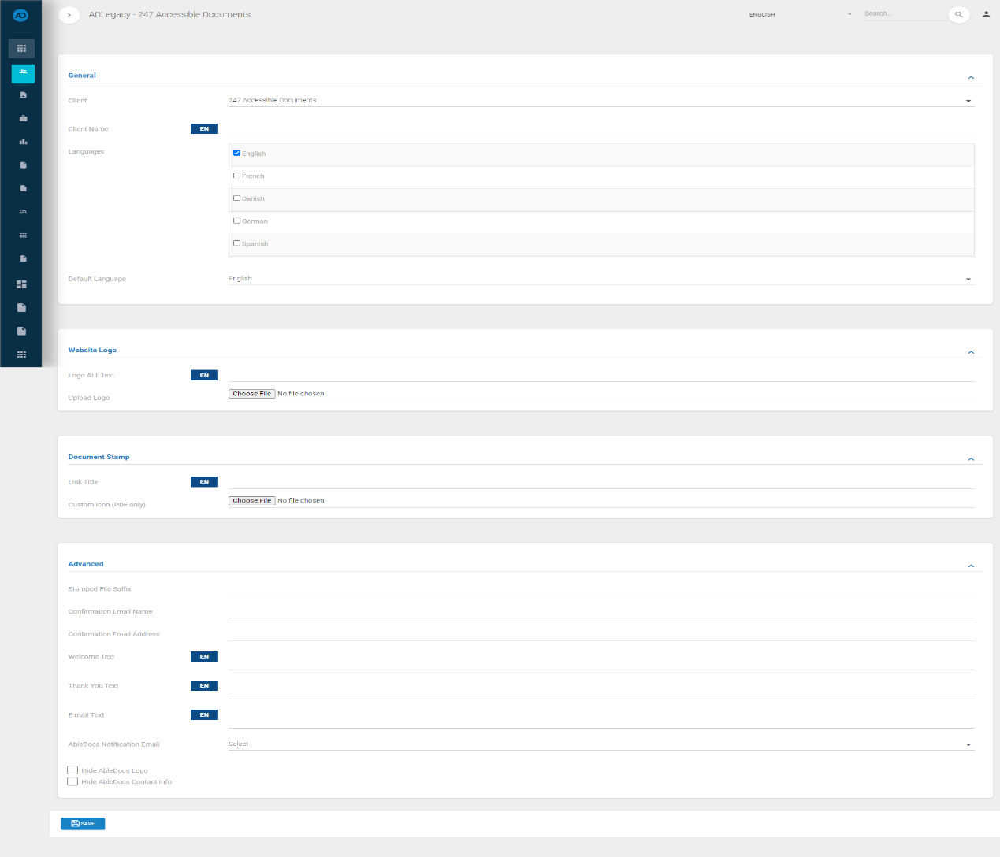 AD
ADLegacy - 247 Accessible Documents
ENGLISH
Search...
General
Client
247 Accessible Documents
Client Name
EN
Languages
English
French
Danish
German
Spanish
Default Language
English
Website Logo
Logo ALT Text
EN
Upload Logo
Choose File No file chosen
Document Stamp
Link Title
EN
Custom Icon (PDF only)
Choose File No file chosen
Advanced
Stamped File Suffix
Confirmation Email Name
Confirmation Email Address
Welcome Text
EN
Thank You Text
EN
E-mail Text
EN
AbleDocs Notification Email
Select
Hide AbleDocs Logo
Hide AbleDocs Contact Info
SAVE